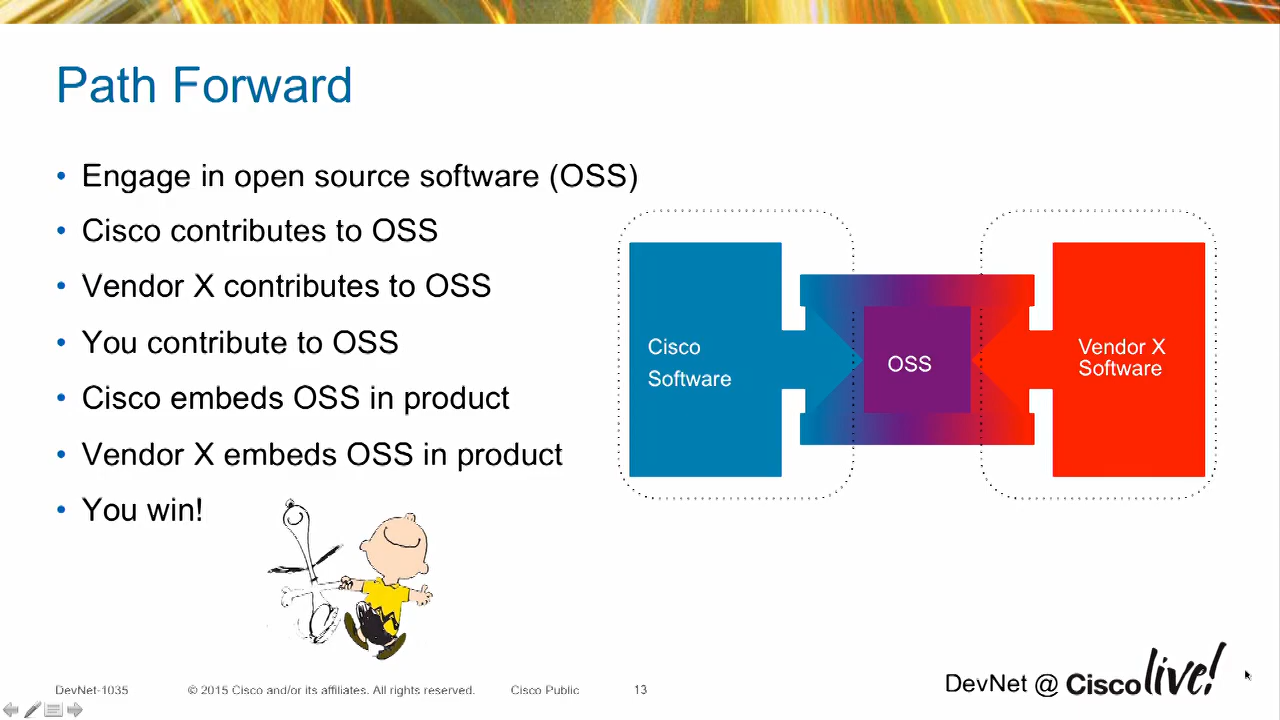 Path Forward
• Engage in open source software (OSS)
• Cisco contributes to OSS
• Vendor X contributes to OSS
• You contribute to OSS
• Cisco embeds OSS in product
• Vendor X embeds OSS in product
• You win!
Cisco
Software
OSS
Vendor X
Software
DevNet-1035
© 2015 Cisco and/or its affiliates. All rights reserved.
Cisco Public
13
DevNet @ Cisco live!